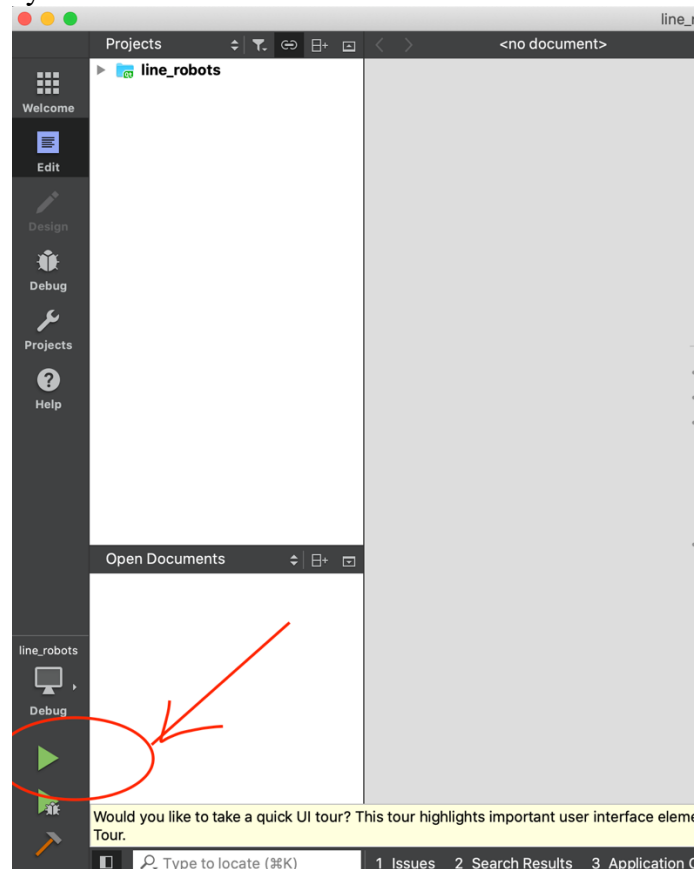 line_r
Projects
<no document>
line_robots
Welcome
Edit
Design
Debug
Projects
Help
Open Documents
line_robots
Debug
Would you like to take a quick UI tour? This tour highlights important user interface eleme
Tour.
Type to locate (⌘K)
1 Issues 2 Search Results 3 Application O